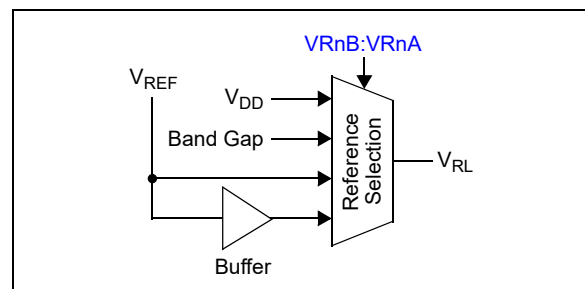 VRnB:VRnA
VREF
VDD
Band Gap
Reference
Selection
VRL
Buffer